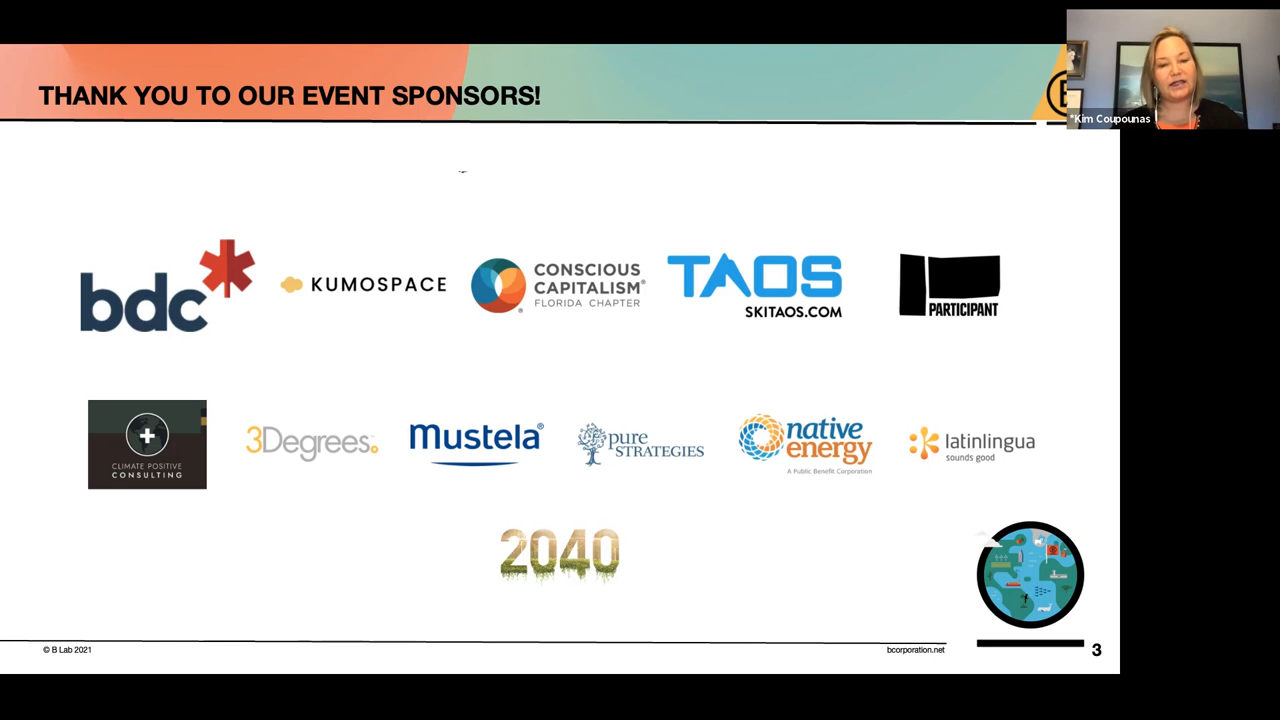 THANK YOU TO OUR EVENT SPONSORS!
*Kim Coupounas
bdc
KUMOSPACE
CONSCIOUS
CAPITALISM®
FLORIDA CHAPTER
TAOS
SKITAOS.COM
PARTICIPANT
CLIMATE POSITIVE
CONSULTING
3Degrees
Mustela®
pure
STRATEGIES
native
energy
A Public Benefit Corporation
latinlingua
sounds good
2040
© B Lab 2021
bcorporation.net
3